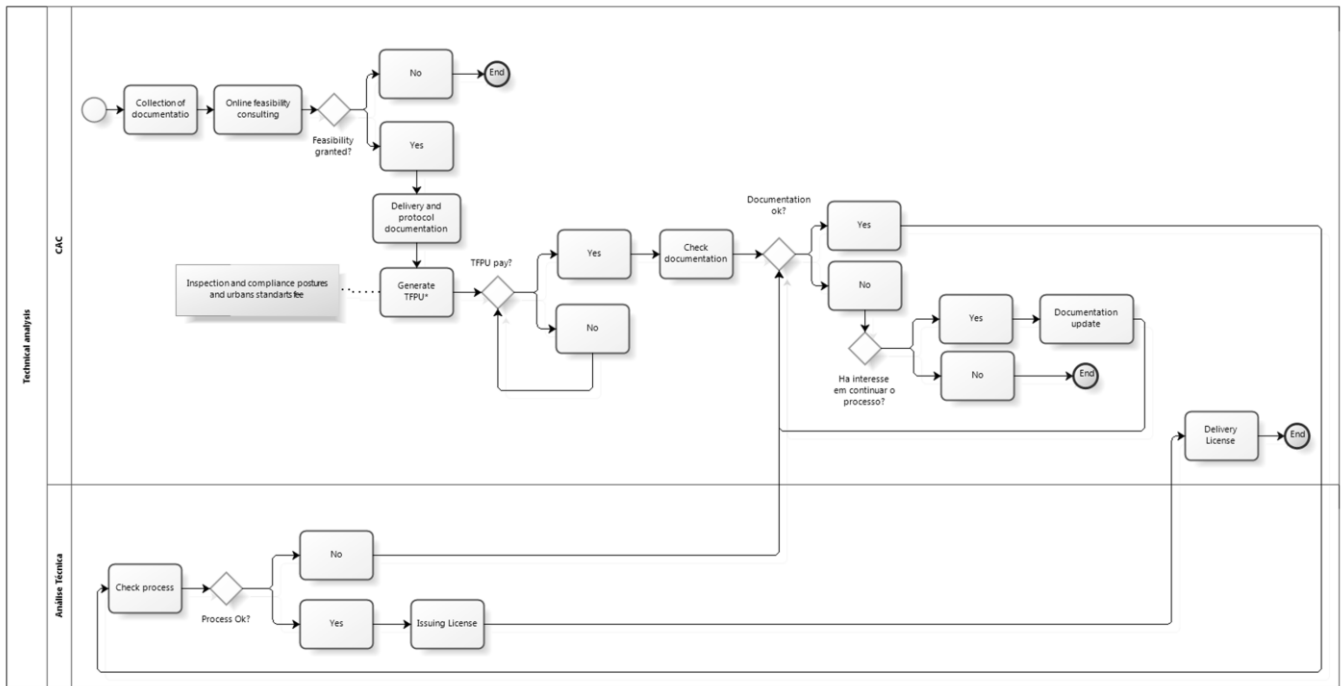 Technical analysis
CAC
Collection of
documentatio
Online feasibility
consulting
Feasibility
granted?
No
End
Yes
Delivery and
protocol
documentation
Inspection and compliance postures
and urbans standarts fee
Generate
TFPU*
TFPU pay?
Yes
No
Check
documentation
Documentation
ok?
Yes
No
Ha interesse
em continuar o
processo?
Yes
Documentation
update
No
End
Delivery
License
End
Análise Técnica
Check process
Process Ok?
No
Yes
Issuing License